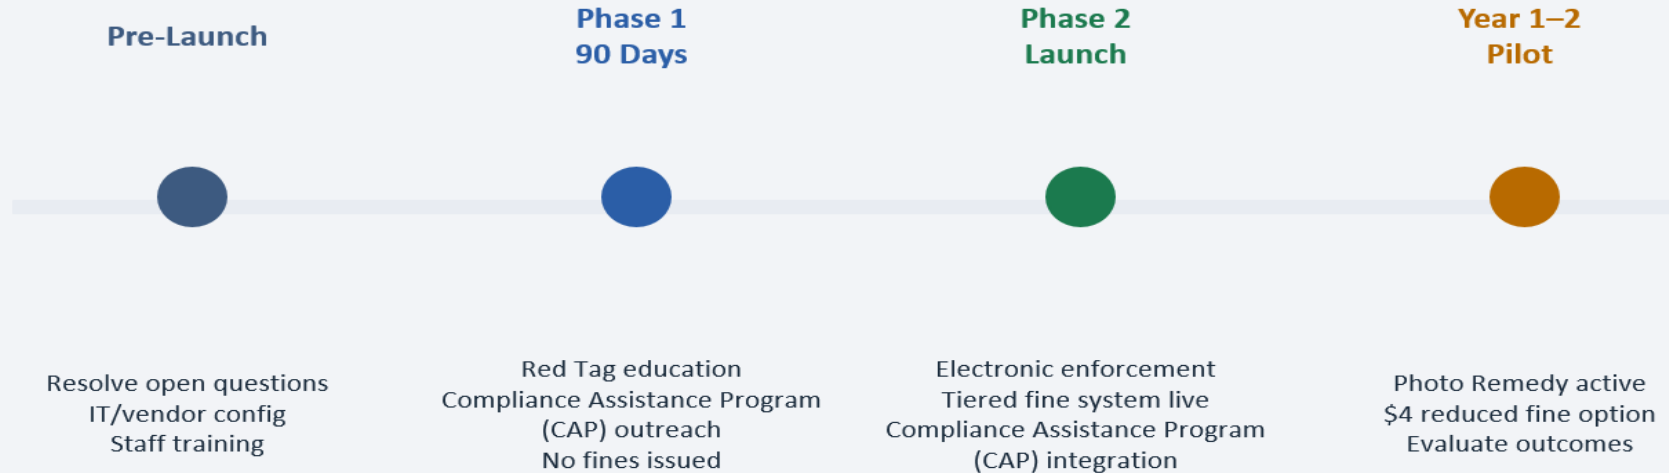 Pre-Launch
Phase 1
90 Days
Phase 2
Launch
Year 1–2
Pilot
Resolve open questions
IT/vendor config
Staff training
Red Tag education
Compliance Assistance Program
(CAP) outreach
No fines issued
Electronic enforcement
Tiered fine system live
Compliance Assistance Program
(CAP) integration
Photo Remedy active
$4 reduced fine option
Evaluate outcomes